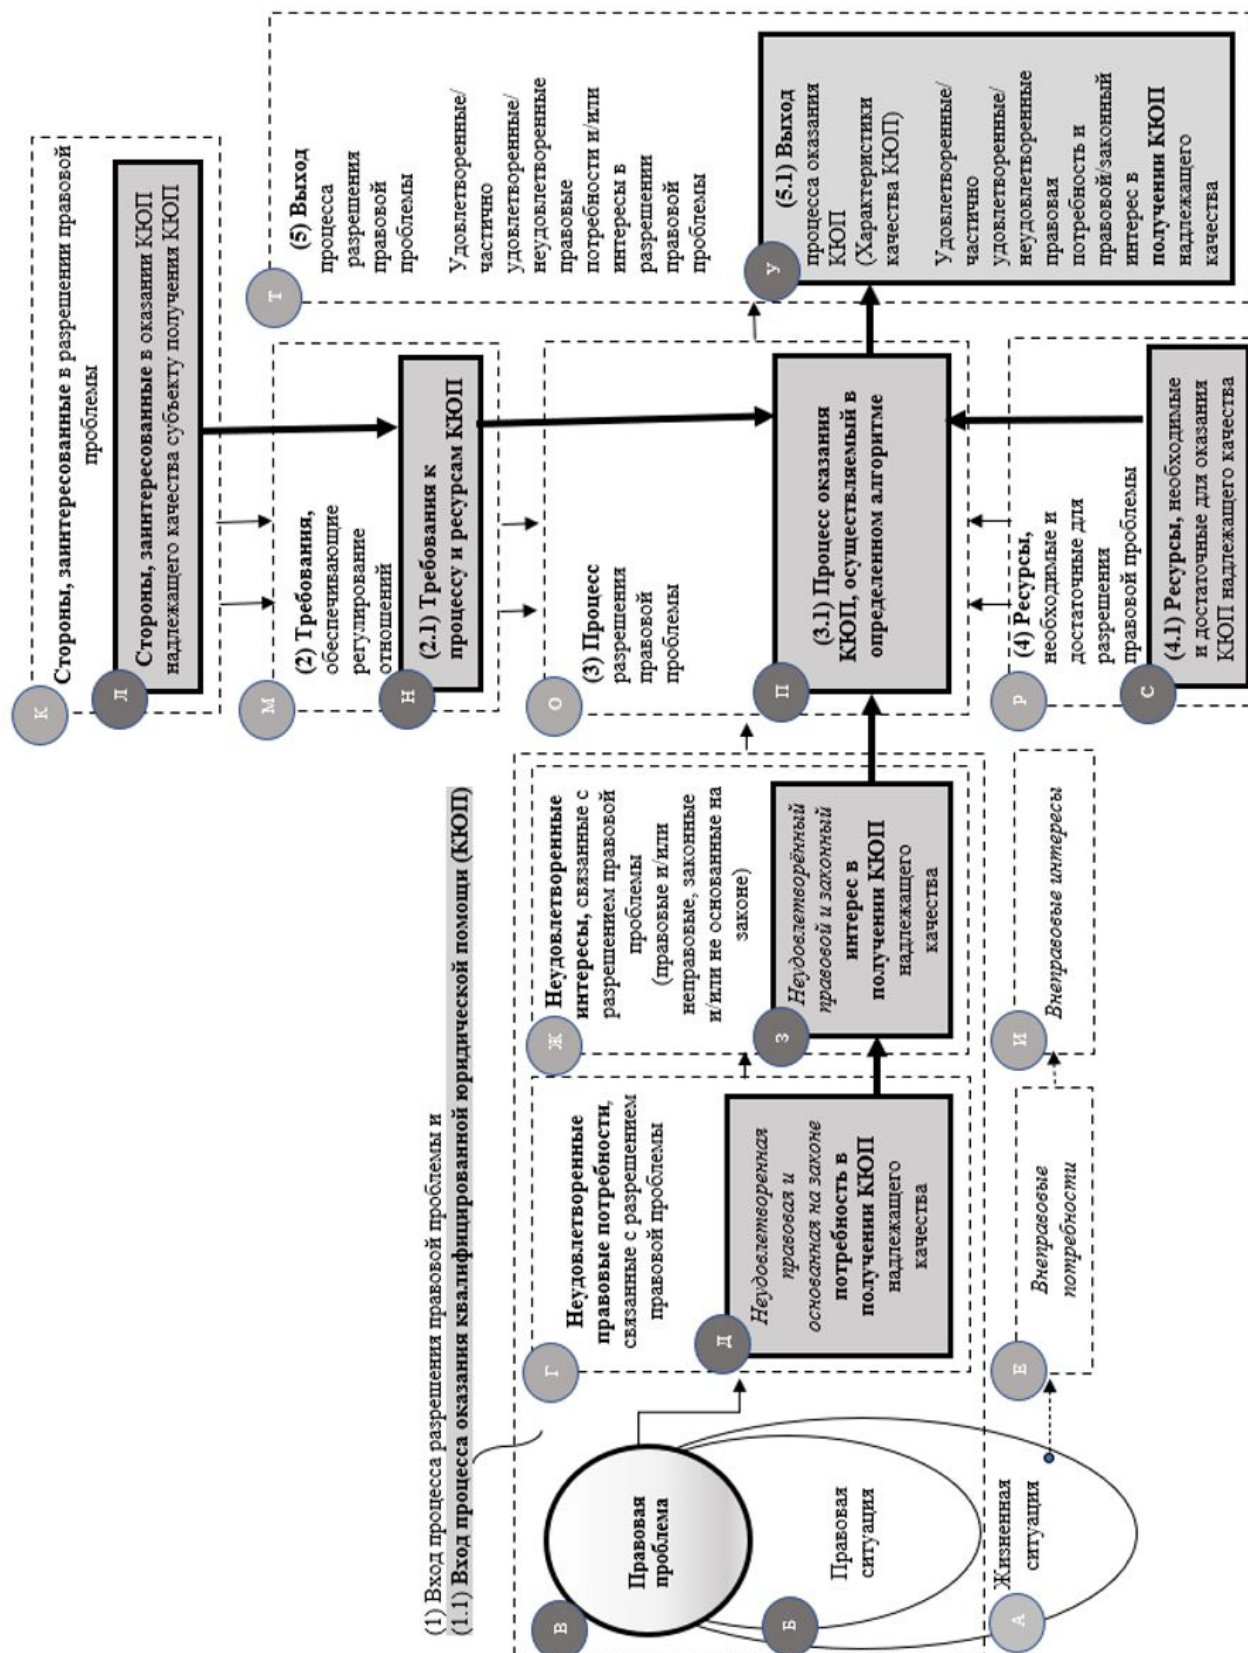 (1) Вход процесса разрешения правовой проблемы и
(1.1) Вход процесса оказания квалифицированной юридической помощи (КЮП)
В
Правовая
проблема
Б
Правовая
ситуация
А
Жизненная
ситуация
Г
Неудовлетворенные
правовые потребности,
связанные с разрешением
правовой проблемы
Д
Неудовлетворенная
правовая и
основанная на законе
потребность в
получении КЮП
надлежащего
качества
Е
Внеправовые
потребности
Ж
Неудовлетворенные
интересы, связанные с
разрешением правовой
проблемы
(правовые и/или
неправовые, законные
и/или не основанные на
законе)
З
Неудовлетворённый
правовой и законный
интерес в
получении КЮП
надлежащего
качества
И
Внеправовые интересы
К
Стороны, заинтересованные в разрешении правовой
проблемы
Л
Стороны, заинтересованные в оказании КЮП
надлежащего качества субъекту получения КЮП
М
(2) Требования,
обеспечивающие
регулирование
отношений
Н
(2.1) Требования к
процессу и ресурсам КЮП
О
(3) Процесс
разрешения
правовой
проблемы
П
(3.1) Процесс оказания
КЮП, осуществляемый в
определенном алгоритме
Р
(4) Ресурсы,
необходимые и
достаточные для
разрешения
правовой проблемы
С
(4.1) Ресурсы, необходимые
и достаточные для оказания
КЮП надлежащего качества
Т
(5) Выход
процесса
разрешения
правовой
проблемы
Удовлетворенные/
частично
удовлетворенные/
неудовлетворенные
правовые
потребности и/или
интересы в
разрешении
правовой
проблемы
У
(5.1) Выход
процесса оказания
КЮП
(Характеристики
качества КЮП)
Удовлетворенные/
частично
удовлетворенные/
неудовлетворенные
правовая
потребность и
правовой/законный
интерес в
получении КЮП
надлежащего
качества